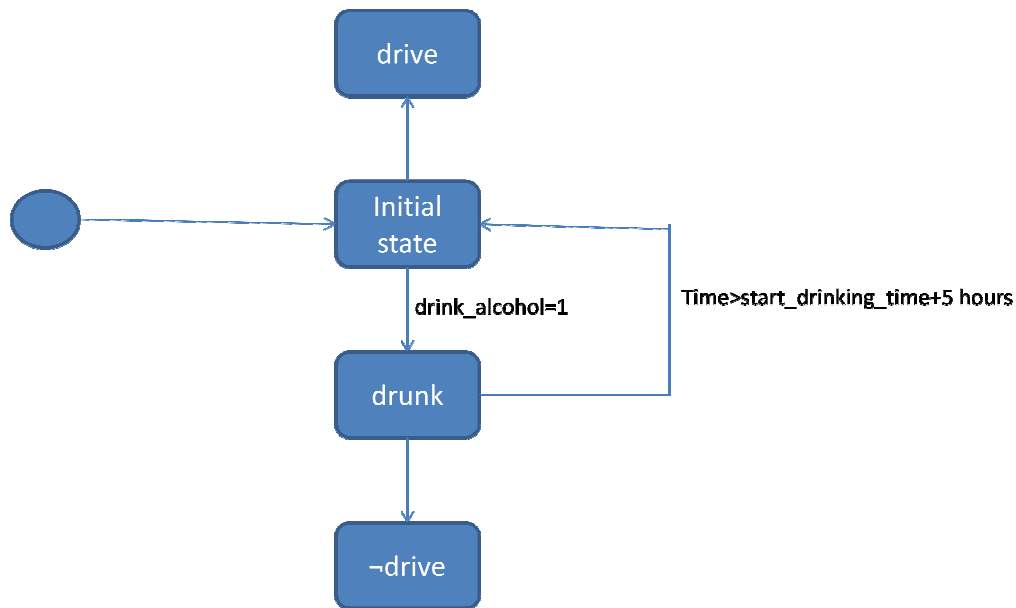 drive
Initial
state
drink_alcohol=1
Time>start_drinking_time+5 hours
drunk
¬drive